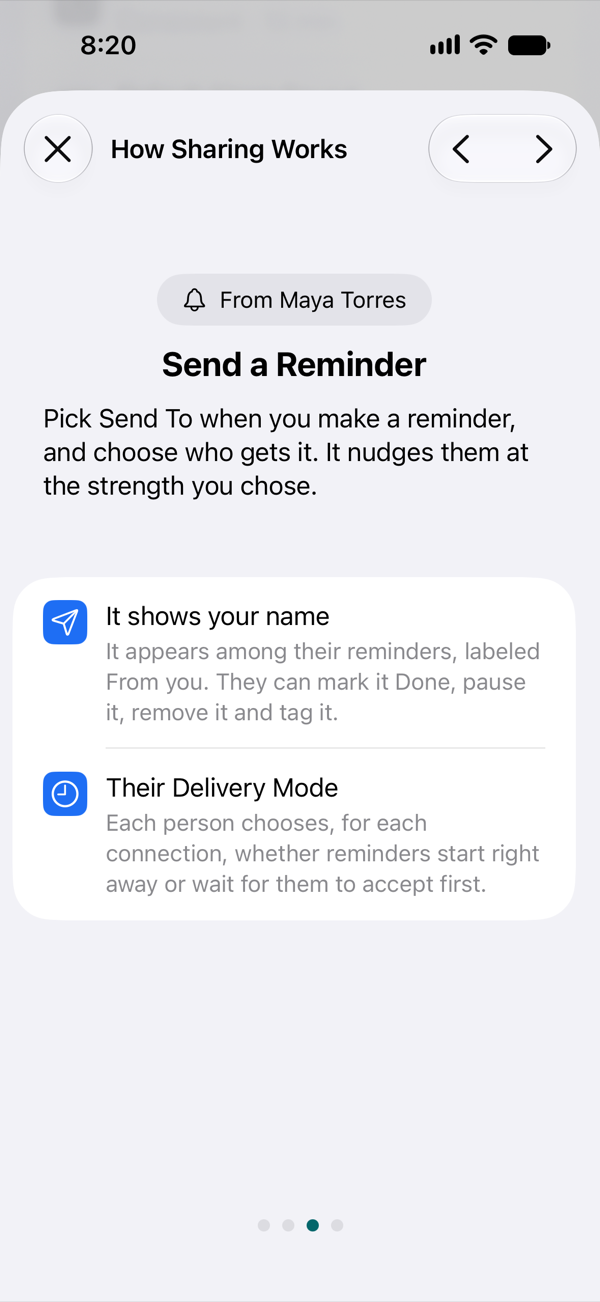 8:20
How Sharing Works
From Maya Torres
Send a Reminder
Pick Send To when you make a reminder,
and choose who gets it. It nudges them at
the strength you chose.
It shows your name
It appears among their reminders, labeled
From you. They can mark it Done, pause
it, remove it and tag it.
Their Delivery Mode
Each person chooses, for each
connection, whether reminders start right
away or wait for them to accept first.